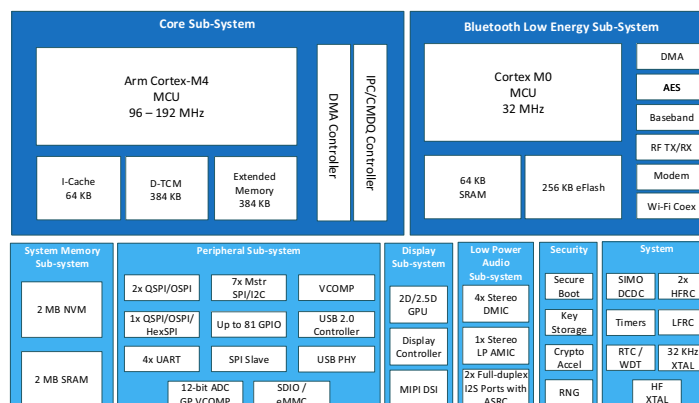 Core Sub-System
Arm Cortex-M4
MCU
96 – 192 MHz
I-Cache
64 KB
D-TCM
384 KB
Extended
Memory
384 KB
DMA Controller
IPC/CMDQ Controller
Bluetooth Low Energy Sub-System
Cortex M0
MCU
32 MHz
64 KB
SRAM
256 KB eFlash
DMA
AES
Baseband
RF TX/RX
Modem
Wi-Fi Coex
System Memory
Sub-system
2 MB NVM
2 MB SRAM
Peripheral Sub-system
2x QSPI/OSPI
7x Mstr
SPI/I2C
VCOMP
1x QSPI/OSPI/
HexSPI
Up to 81 GPIO
USB 2.0
Controller
4x UART
SPI Slave
USB PHY
12-bit ADC
GP VCOMP
SDIO /
eMMC
Display
Sub-system
2D/2.5D
GPU
Display
Controller
MIPI DSI
Low Power
Audio
Sub-system
4x Stereo
DMIC
1x Stereo
LP AMIC
2x Full-duplex
I2S Ports with
ASRC
Security
Secure
Boot
Key
Storage
Crypto
Accel
RNG
System
SIMO
DCDC
2x
HFRC
Timers
LFRC
RTC /
WDT
32 KHz
XTAL
HF
XTAL